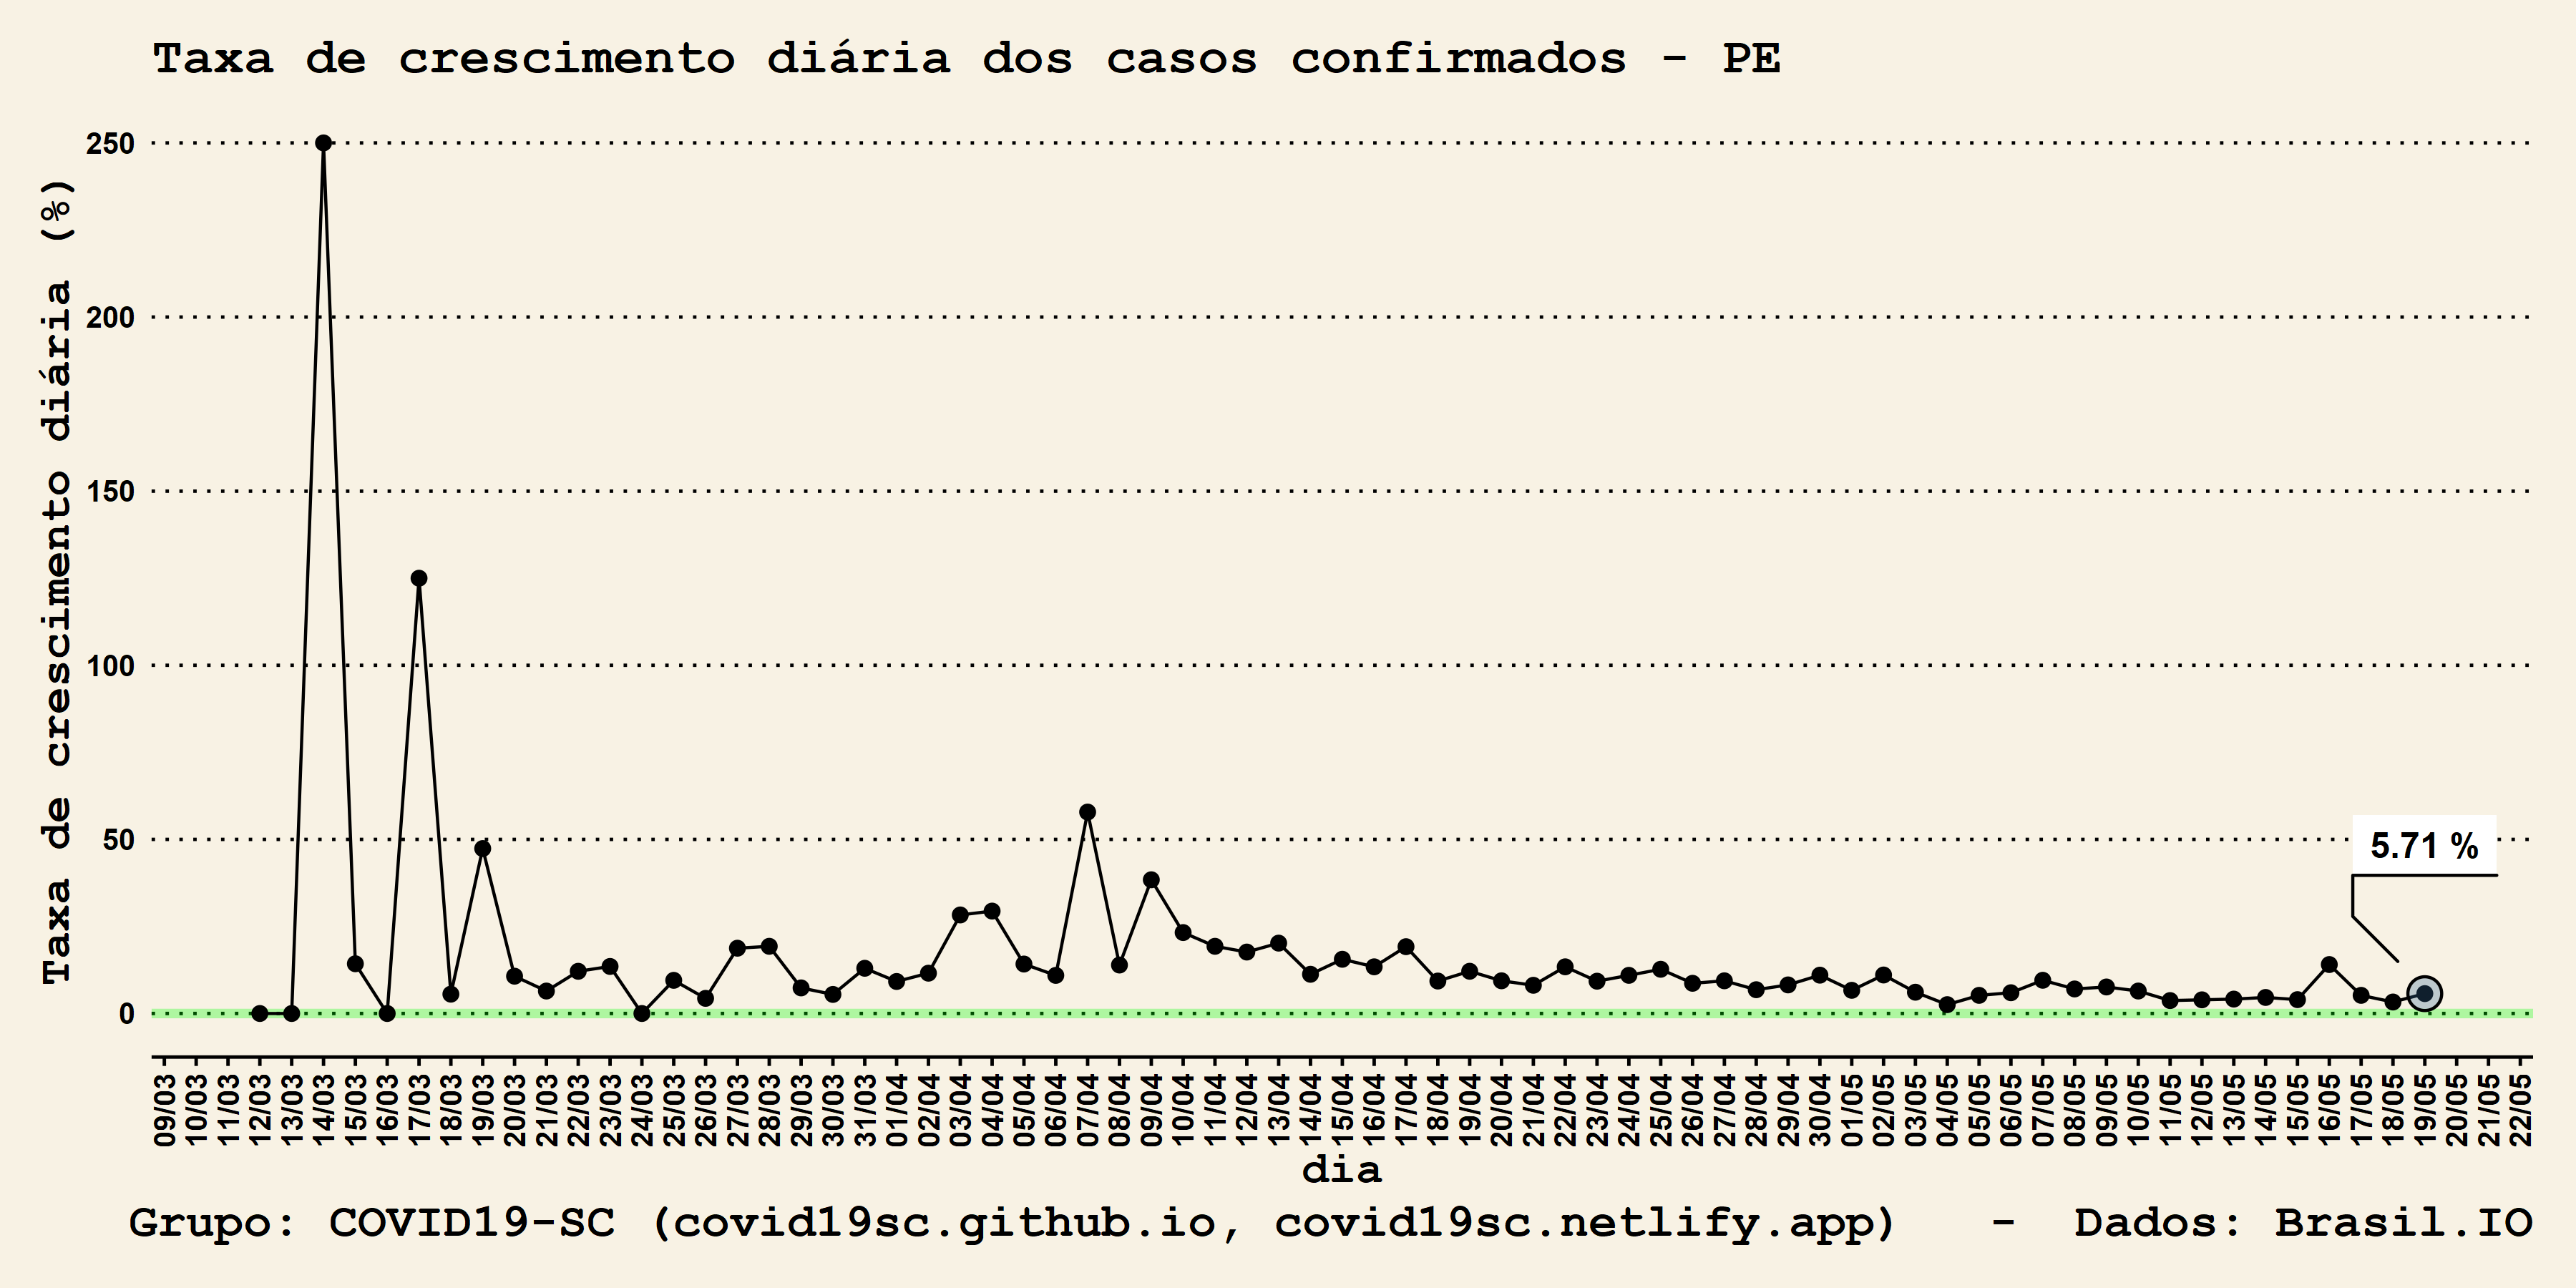 Taxa de crescimento diária dos casos confirmados - PE
Taxa de crescimento diária (%)
250
200
150
100
50
0
5.71 %
09/03 10/03 11/03 12/03 13/03 14/03 15/03 16/03 17/03 18/03 19/03 20/03 21/03 22/03 23/03 24/03 25/03 26/03 27/03 28/03 29/03 30/03 31/03 01/04 02/04 03/04 04/04 05/04 06/04 07/04 08/04 09/04 10/04 11/04 12/04 13/04 14/04 15/04 16/04 17/04 18/04 19/04 20/04 21/04 22/04 23/04 24/04 25/04 26/04 27/04 28/04 29/04 30/04 01/05 02/05 03/05 04/05 05/05 06/05 07/05 08/05 09/05 10/05 11/05 12/05 13/05 14/05 15/05 16/05 17/05 18/05 19/05 20/05 21/05 22/05
dia
Grupo: COVID19-SC (covid19sc.github.io, covid19sc.netlify.app) - Dados: Brasil.IO